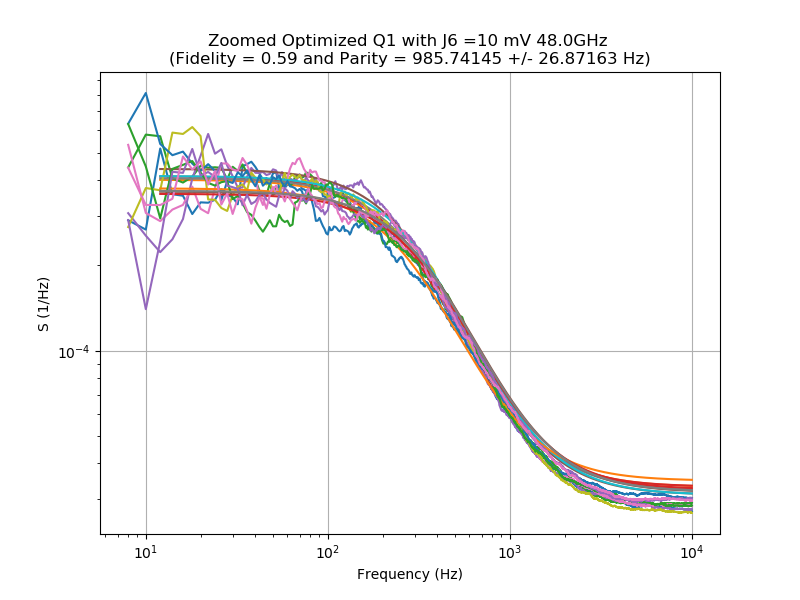 Zoomed Optimized Q1 with J6 =10 mV 48.0GHz
(Fidelity = 0.59 and Parity = 985.74145 +/- 26.87163 Hz)
S (1/Hz)
10⁻⁴
10¹ 10² 10³ 10⁴
Frequency (Hz)